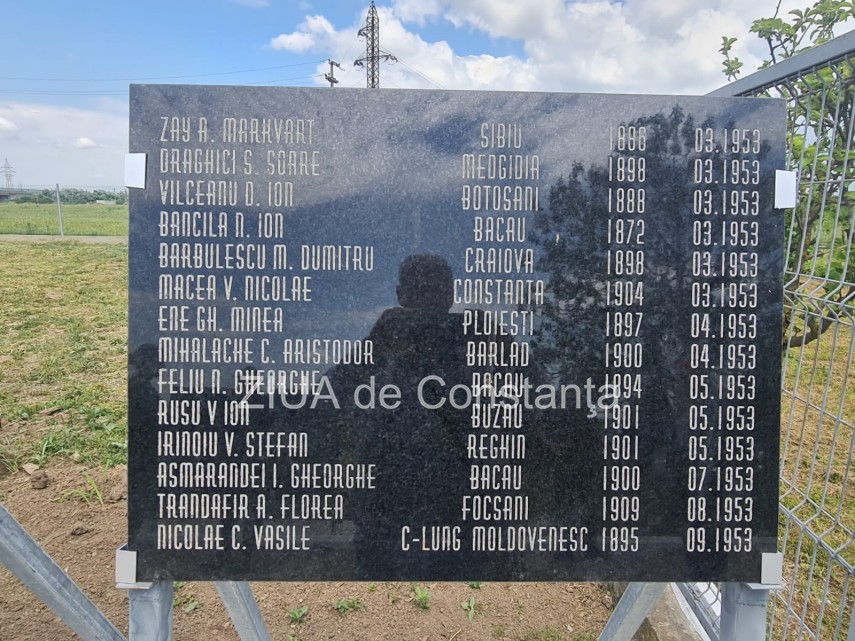 ZAY A. MARKVART SIBIU 1886 03.1953
DRAGHICI S. SOARE MEDGIDIA 1898 03.1953
VILCEANU D. ION BOTOSANI 1888 03.1953
BANCILA N. ION BACAU 1872 03.1953
BARBULESCU M. DUMITRU CRAIOVA 1898 03.1953
MACEA V. NICOLAE CONSTANTA 1904 03.1953
ENE GH. MINEA PLOIESTI 1897 04.1953
MIHALACHE C. ARISTODOR BARLAD 1900 04.1953
FELIU N. GHEORGHE BACAU 1894 05.1953
ZIUA de Constanța
RUSU V ION BUZAU 1901 05.1953
IRINOIU V. STEFAN REGHIN 1901 05.1953
ASMARANDEI I. GHEORGHE BACAU 1900 07.1953
TRANDAFIR A. FLOREA FOCSANI 1909 08.1953
NICOLAE C. VASILE C-LUNG MOLDOVENESC 1895 09.1953